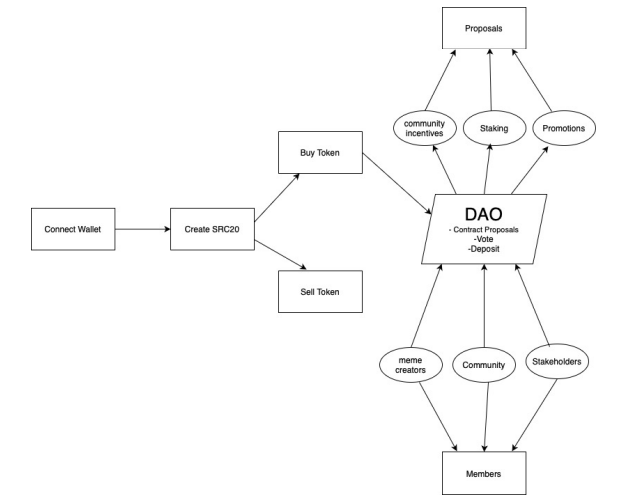 Proposals
community
incentives
Staking
Promotions
Buy Token
DAO
- Contract Proposals
-Vote
-Deposit
Connect Wallet
Create SRC20
Sell Token
meme
creators
Community
Stakeholders
Members